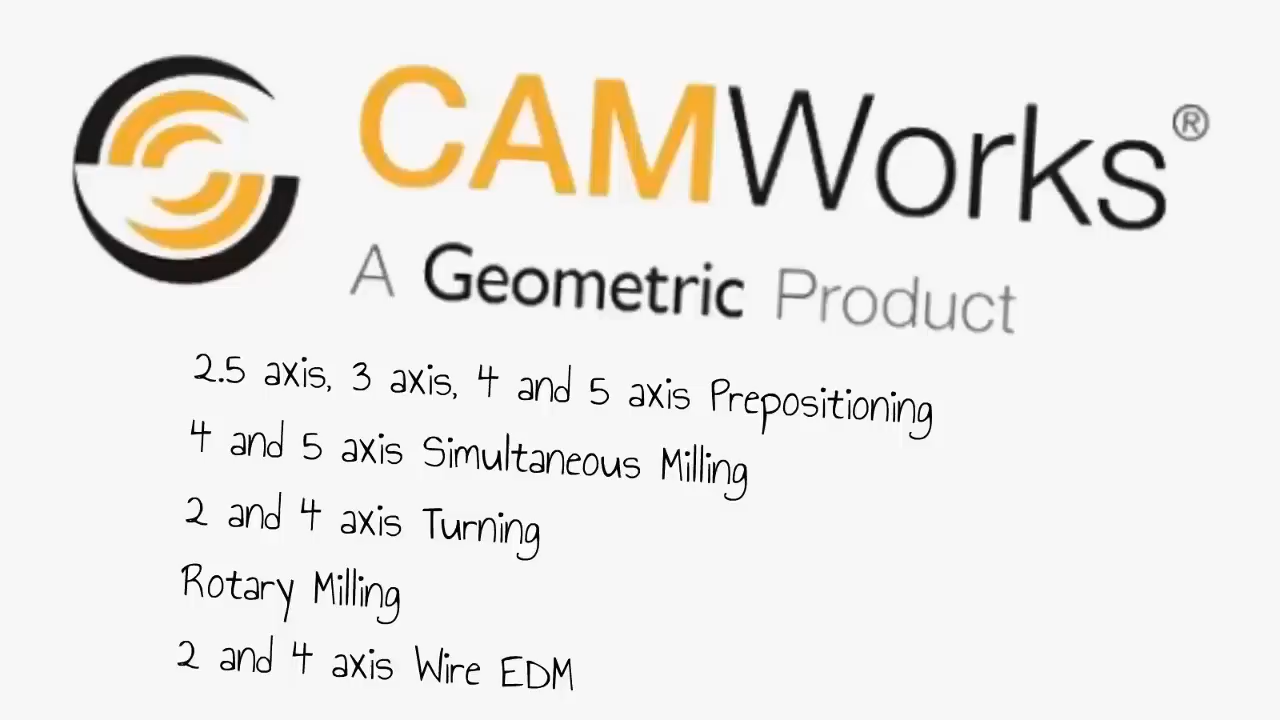 CAMWorks®
A Geometric Product
2.5 axis, 3 axis, 4 and 5 axis Prepositioning
4 and 5 axis Simultaneous Milling
2 and 4 axis Turning
Rotary Milling
2 and 4 axis Wire EDM